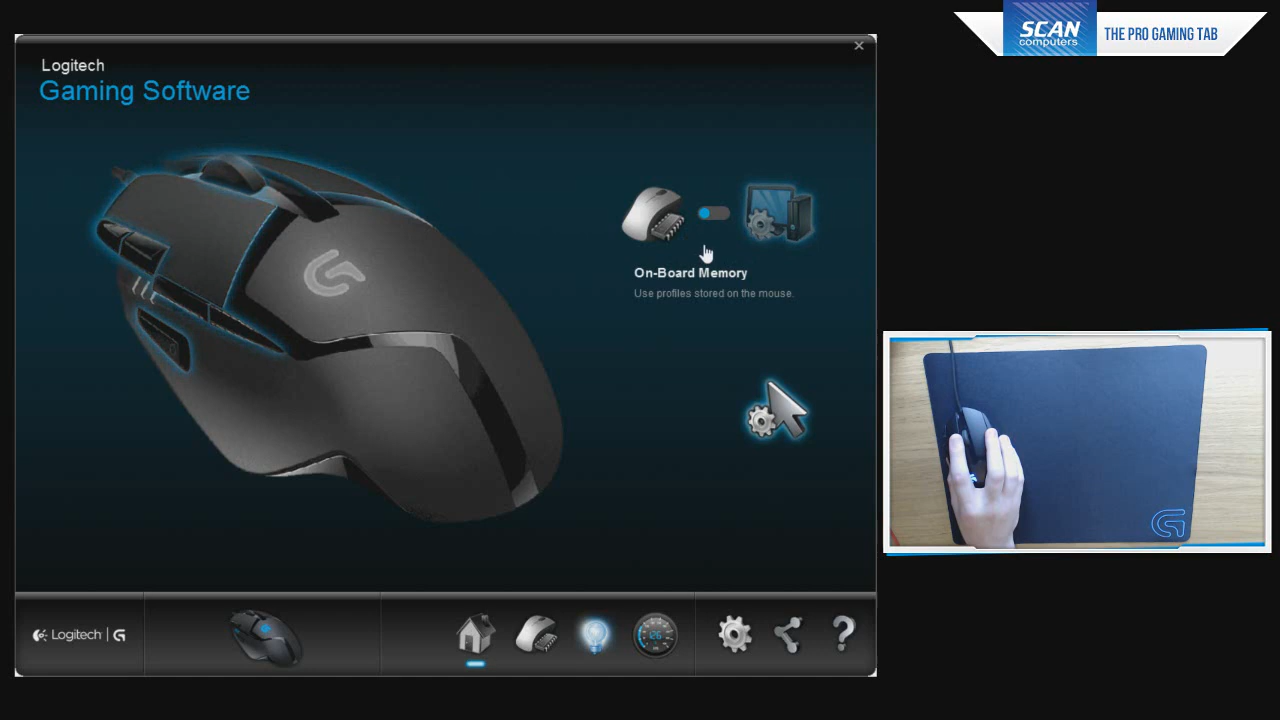 SCAN
computers
THE PRO GAMING TAB
Logitech
Gaming Software
On-Board Memory
Use profiles stored on the mouse.
Logitech | G
126
?